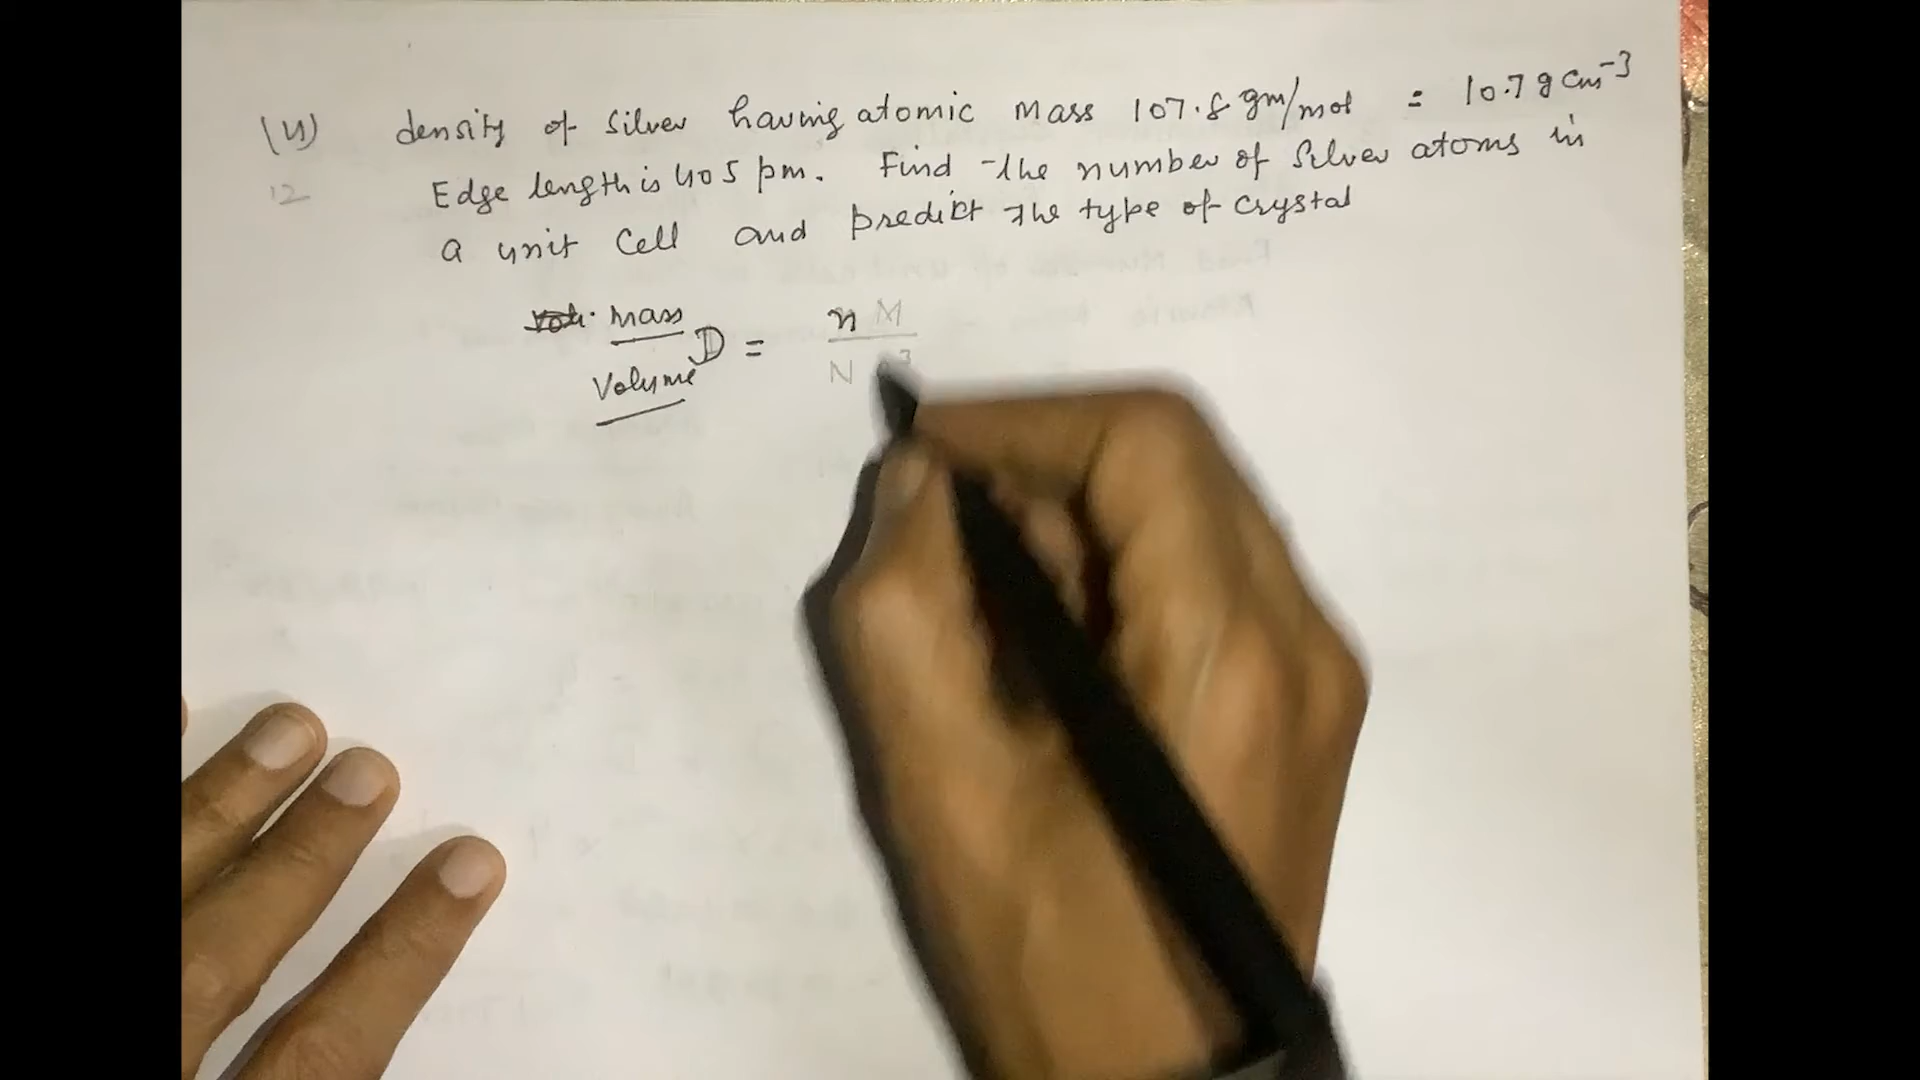 (4) density of silver having atomic mass 107.8 gm/mol = 10.7 g cm⁻³
12 Edge length is 405 pm. Find the number of silver atoms in
a unit cell and predict the type of crystal
mass n M
D =
Volume N a³